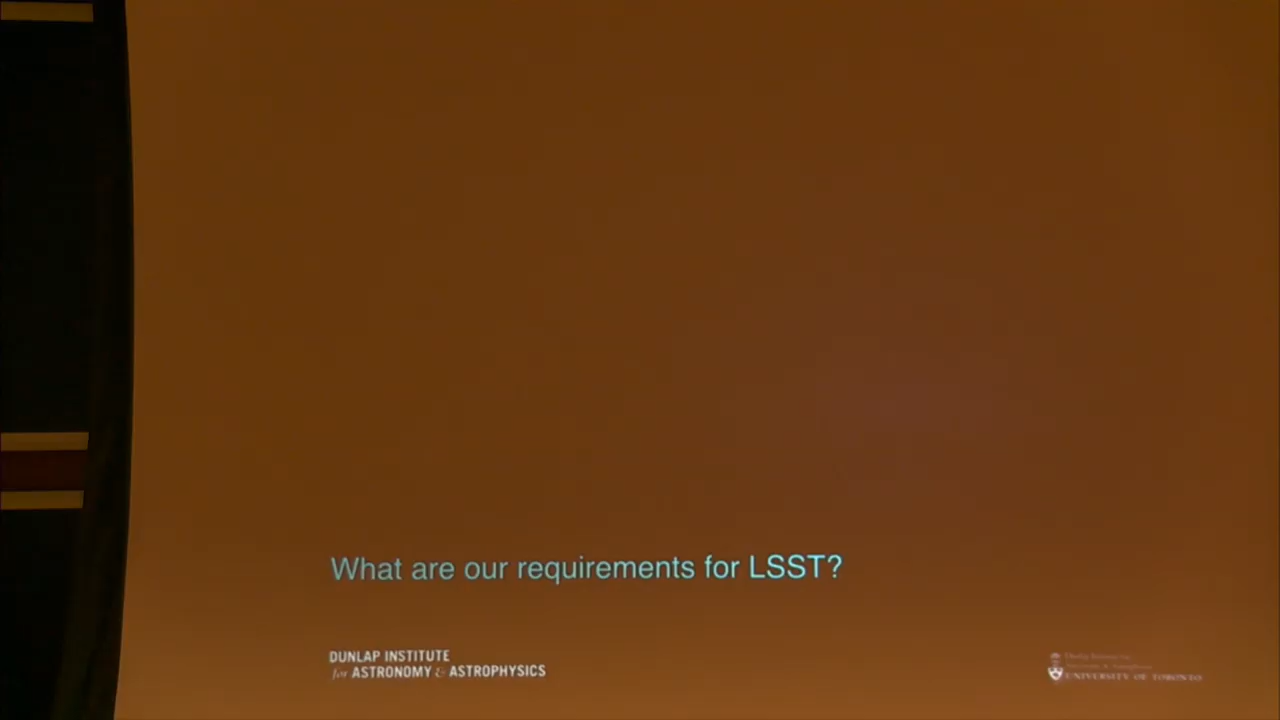 What are our requirements for LSST?
DUNLAP INSTITUTE
for ASTRONOMY & ASTROPHYSICS
UNIVERSITY OF TORONTO